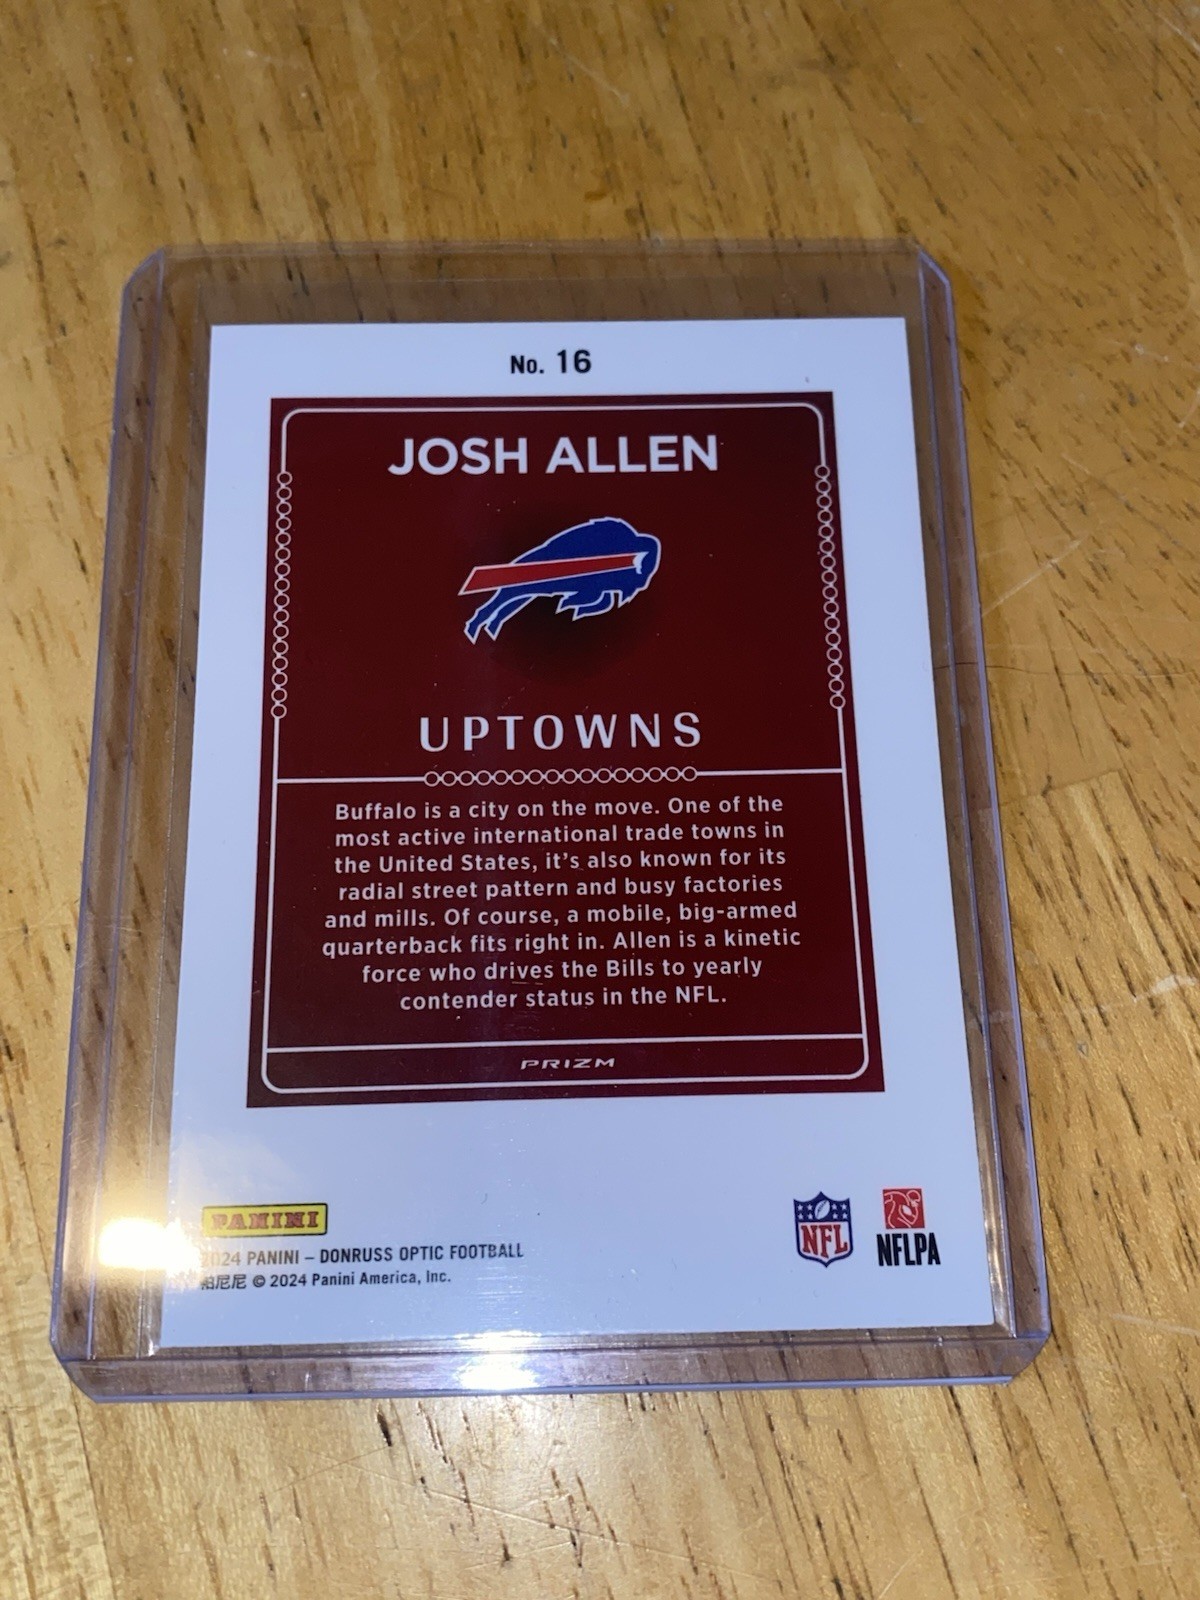 No. 16
JOSH ALLEN
UPTOWNS
Buffalo is a city on the move. One of the
most active international trade towns in
the United States, it's also known for its
radial street pattern and busy factories
and mills. Of course, a mobile, big-armed
quarterback fits right in. Allen is a kinetic
force who drives the Bills to yearly
contender status in the NFL.
PRIZM
PANINI
2024 PANINI – DONRUSS OPTIC FOOTBALL
帕尼尼 © 2024 Panini America, Inc.
NFL
NFLPA